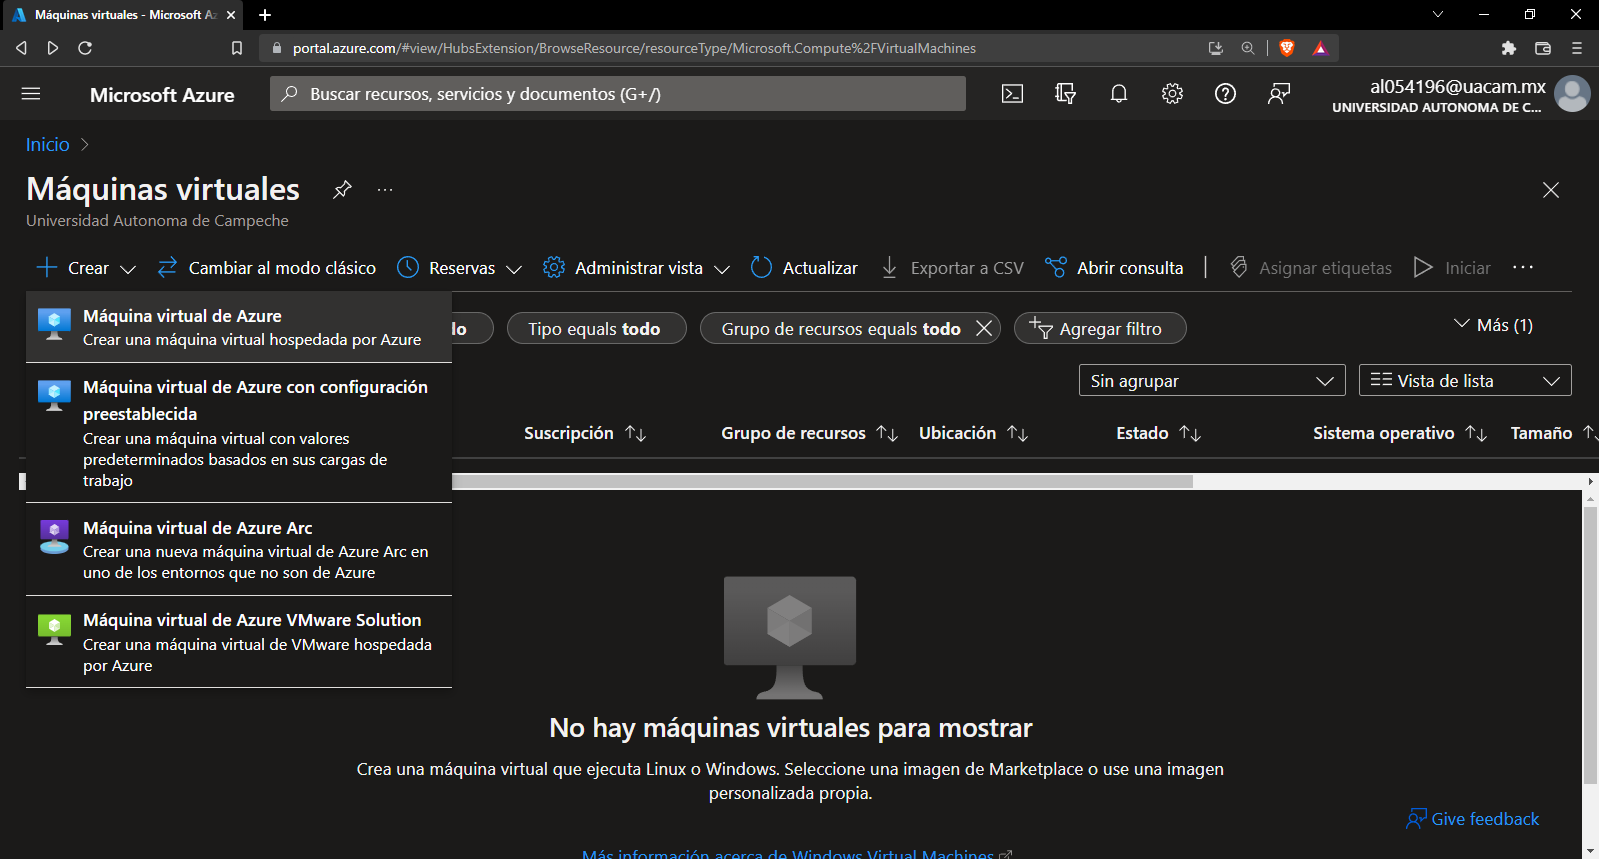 Máquinas virtuales - Microsoft Az
portal.azure.com/#view/HubsExtension/BrowseResource/resourceType/Microsoft.Compute%2FVirtualMachines
Microsoft Azure
Buscar recursos, servicios y documentos (G+/)
al054196@uacam.mx
UNIVERSIDAD AUTONOMA DE C...
Inicio
Máquinas virtuales
Universidad Autonoma de Campeche
Crear Cambiar al modo clásico Reservas Administrar vista Actualizar Exportar a CSV Abrir consulta Asignar etiquetas Iniciar
Máquina virtual de Azure
Crear una máquina virtual hospedada por Azure
Máquina virtual de Azure con configuración
preestablecida
Crear una máquina virtual con valores
predeterminados basados en sus cargas de
trabajo
Máquina virtual de Azure Arc
Crear una nueva máquina virtual de Azure Arc en
uno de los entornos que no son de Azure
Máquina virtual de Azure VMware Solution
Crear una máquina virtual de VMware hospedada
por Azure
do Tipo equals todo Grupo de recursos equals todo Agregar filtro Más (1)
Sin agrupar Vista de lista
Suscripción Grupo de recursos Ubicación Estado Sistema operativo Tamaño
No hay máquinas virtuales para mostrar
Crea una máquina virtual que ejecuta Linux o Windows. Seleccione una imagen de Marketplace o use una imagen
personalizada propia.
Give feedback
Más información acerca de Windows Virtual Machines